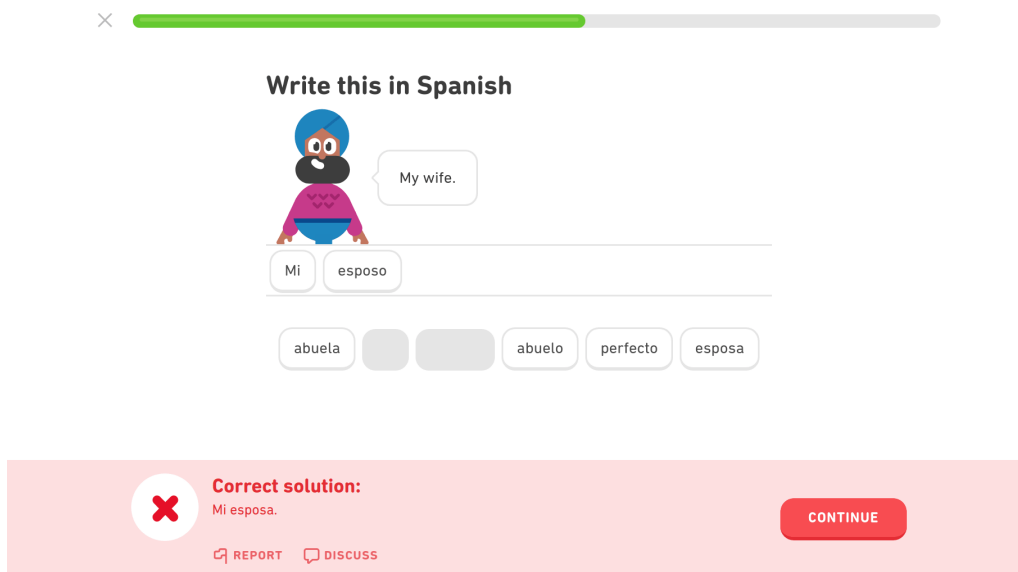 Write this in Spanish
My wife.
Mi esposo
abuela abuelo perfecto esposa
Correct solution:
Mi esposa.
CONTINUE
REPORT DISCUSS